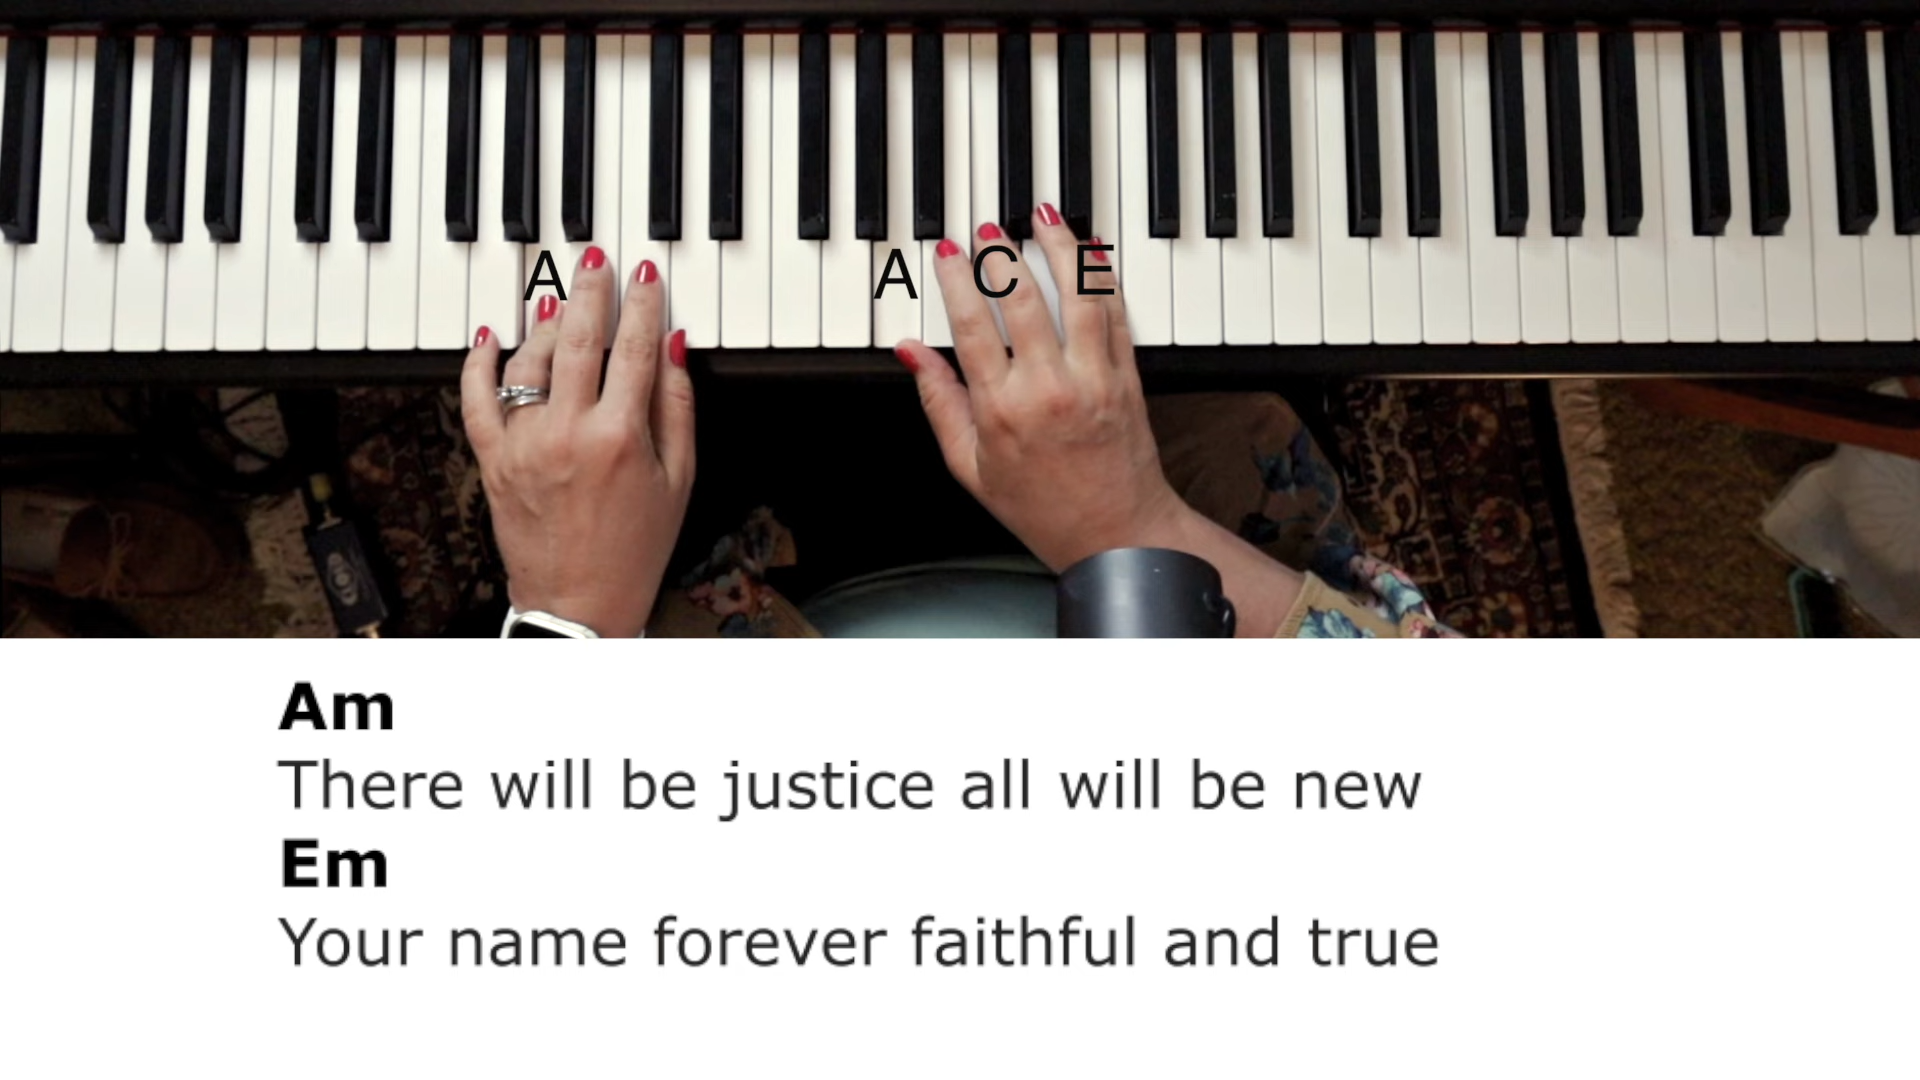 A A C E
Am
There will be justice all will be new
Em
Your name forever faithful and true